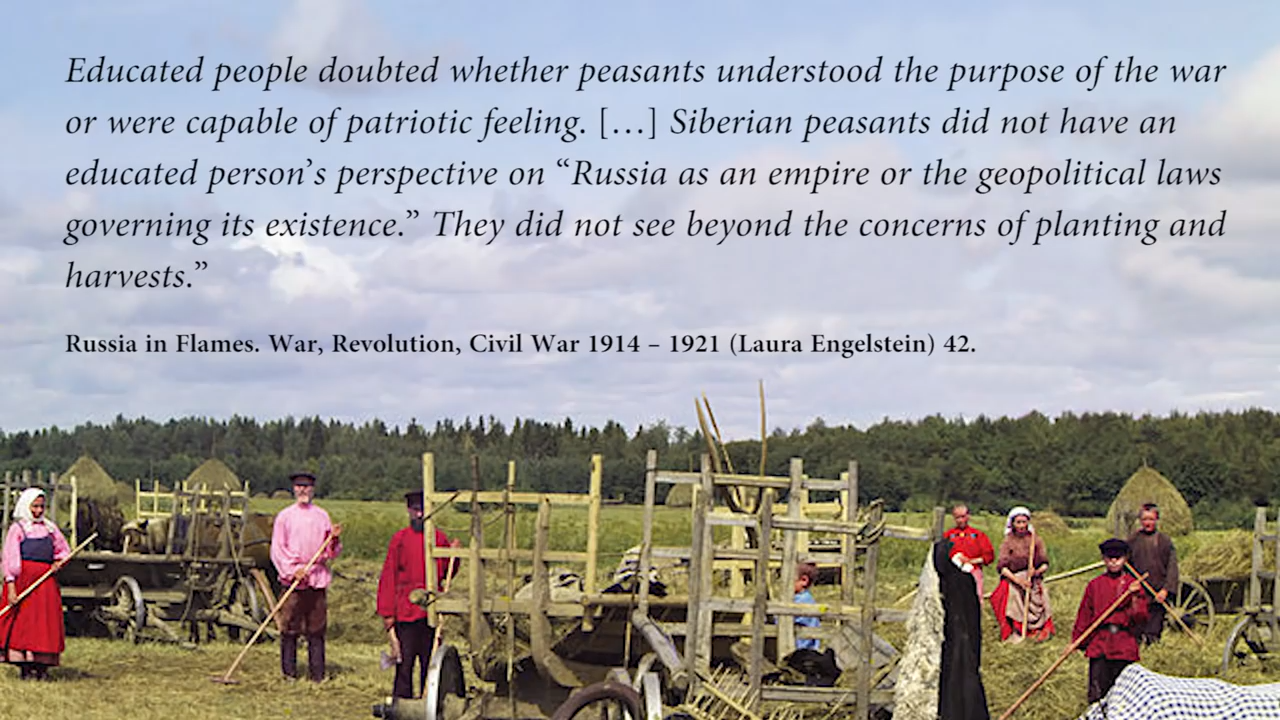 Educated people doubted whether peasants understood the purpose of the war
or were capable of patriotic feeling. […] Siberian peasants did not have an
educated person’s perspective on “Russia as an empire or the geopolitical laws
governing its existence.” They did not see beyond the concerns of planting and
harvests.”
Russia in Flames. War, Revolution, Civil War 1914 – 1921 (Laura Engelstein) 42.